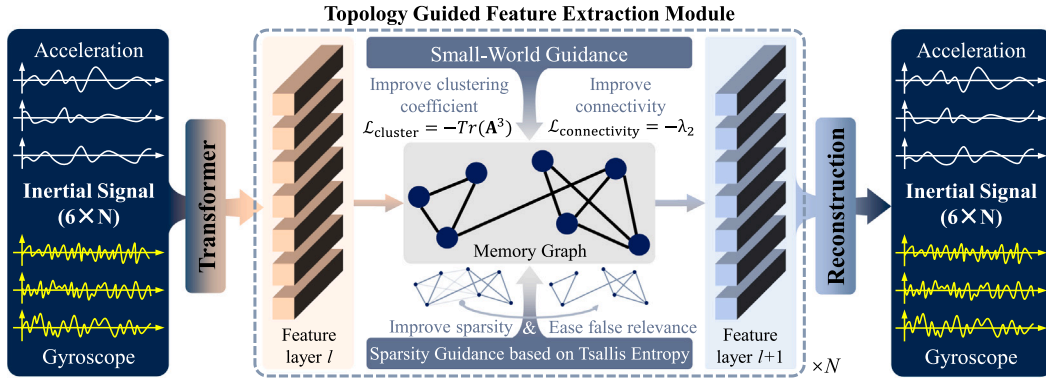 Topology Guided Feature Extraction Module
Acceleration
Inertial Signal
(6×N)
Gyroscope
Transformer
Feature
layer l
Small-World Guidance
Improve clustering
coefficient
ℒcluster = −Tr(A³)
Improve
connectivity
ℒconnectivity = −λ₂
Memory Graph
Improve sparsity & Ease false relevance
Sparsity Guidance based on Tsallis Entropy
Feature
layer l+1
×N
Reconstruction
Acceleration
Inertial Signal
(6×N)
Gyroscope